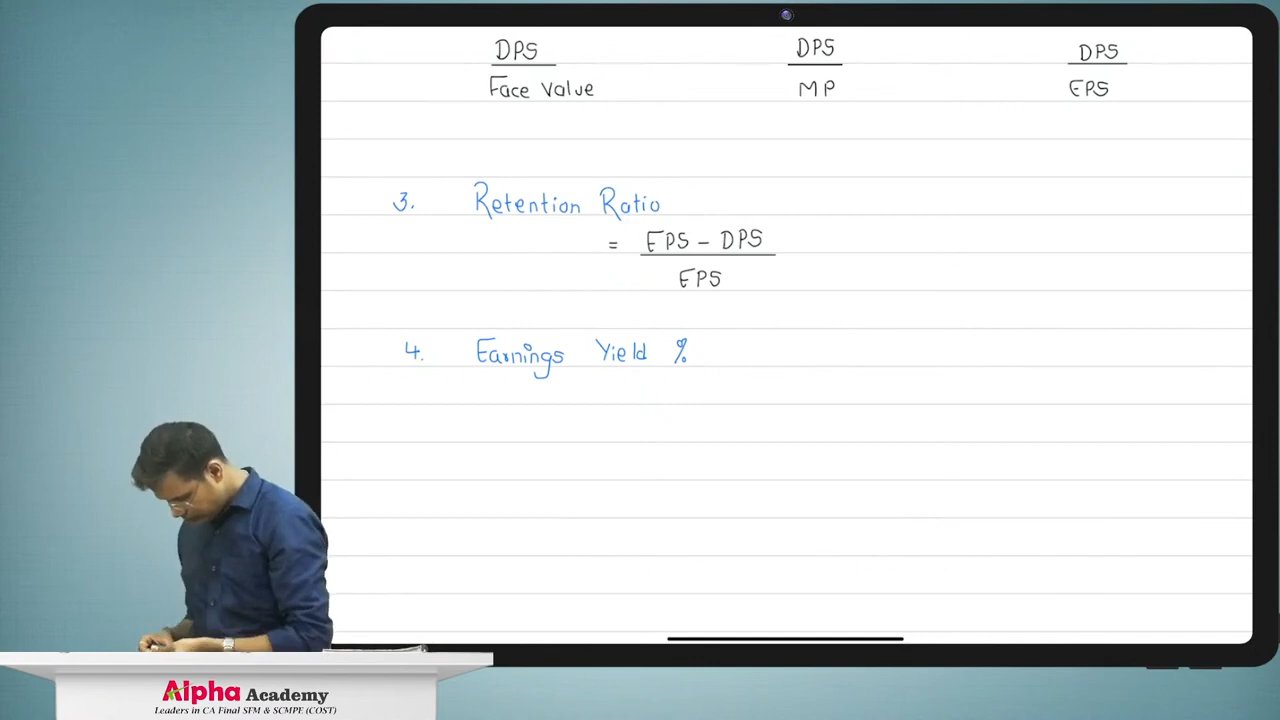 DPS DPS DPS
Face Value MP EPS
3. Retention Ratio
= EPS - DPS
EPS
4. Earnings Yield %
Alpha Academy
Leaders in CA Final SFM & SCMPE (COST)